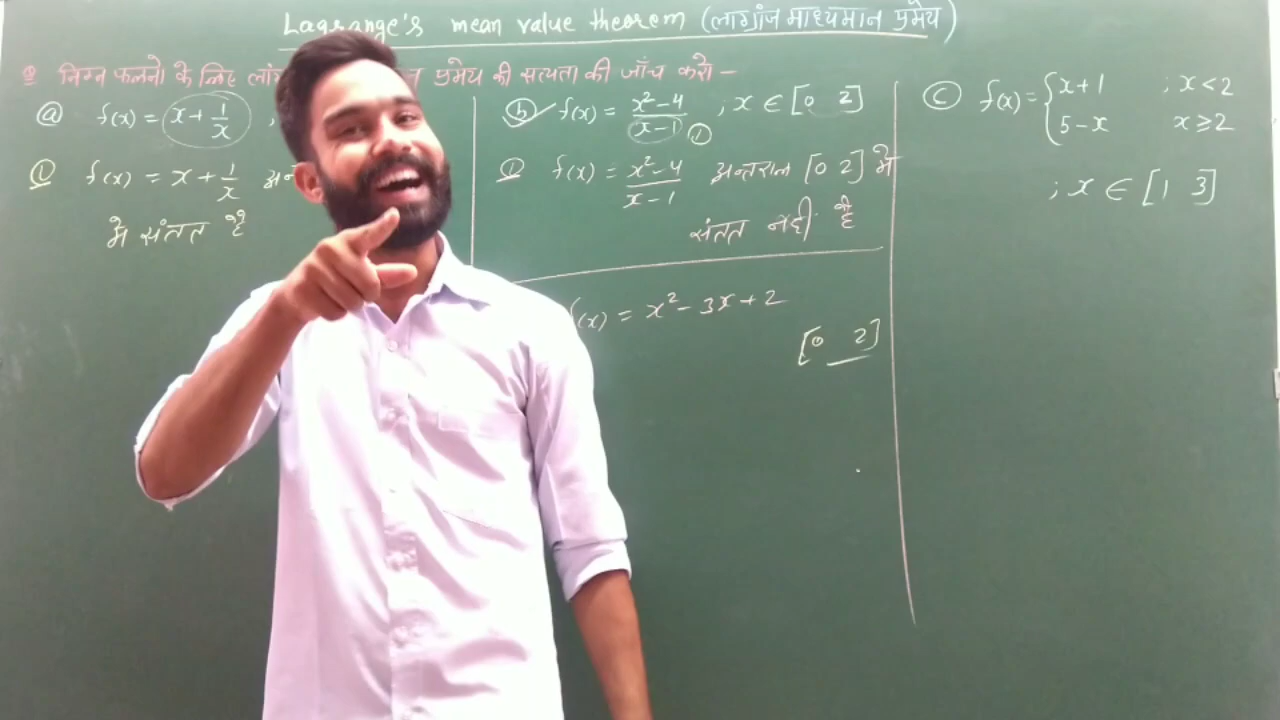 Lagrange's mean value theorem (लाग्रांज माध्यमान प्रमेय)
Q निम्न फलनो के लिए प्रमेय की सत्यता की जाँच करो -
(a) f(x) = x + 1/x ;
(1) f(x) = x + 1/x
मे संतत है
(b) f(x) = x²-4/x-1 ; x ∈ [0 2]
(1)
(1) f(x) = x²-4/x-1 अन्तराल [0 2] मे
संतत नही है
f(x) = x² - 3x + 2
[0 2]
(c) f(x) = { x+1 ; x < 2
5-x x ≥ 2
; x ∈ [1 3]